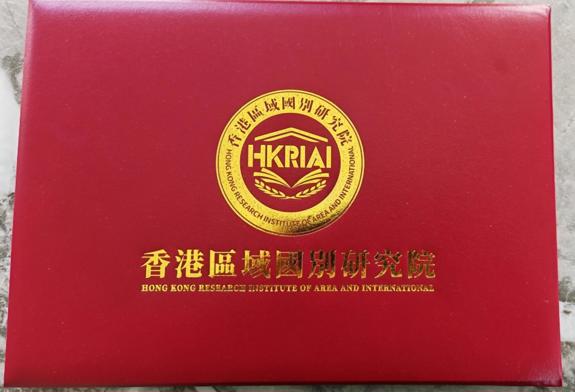 香港區域國別研究院
HKRIAI
HONG KONG RESEARCH INSTITUTE OF AREA AND INTERNATIONAL
香港區域國別研究院
HONG KONG RESEARCH INSTITUTE OF AREA AND INTERNATIONAL